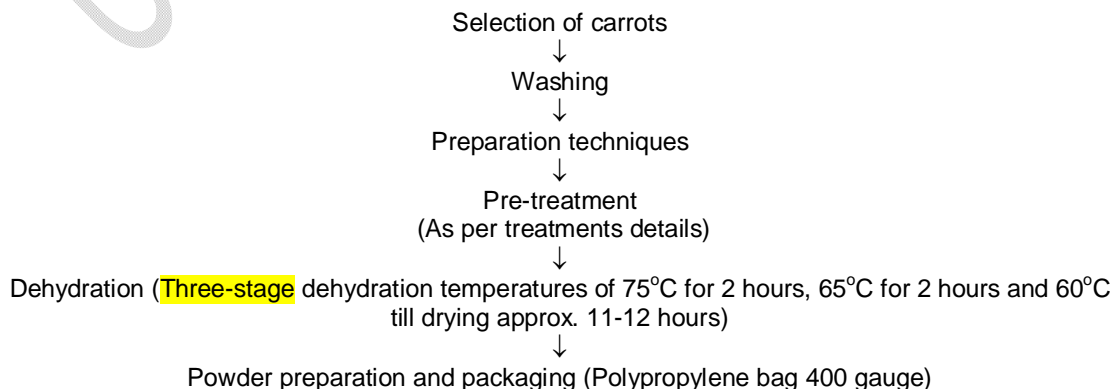 Selection of carrots
↓
Washing
↓
Preparation techniques
↓
Pre-treatment
(As per treatments details)
↓
Dehydration (Three-stage dehydration temperatures of 75°C for 2 hours, 65°C for 2 hours and 60°C
till drying approx. 11-12 hours)
↓
Powder preparation and packaging (Polypropylene bag 400 gauge)